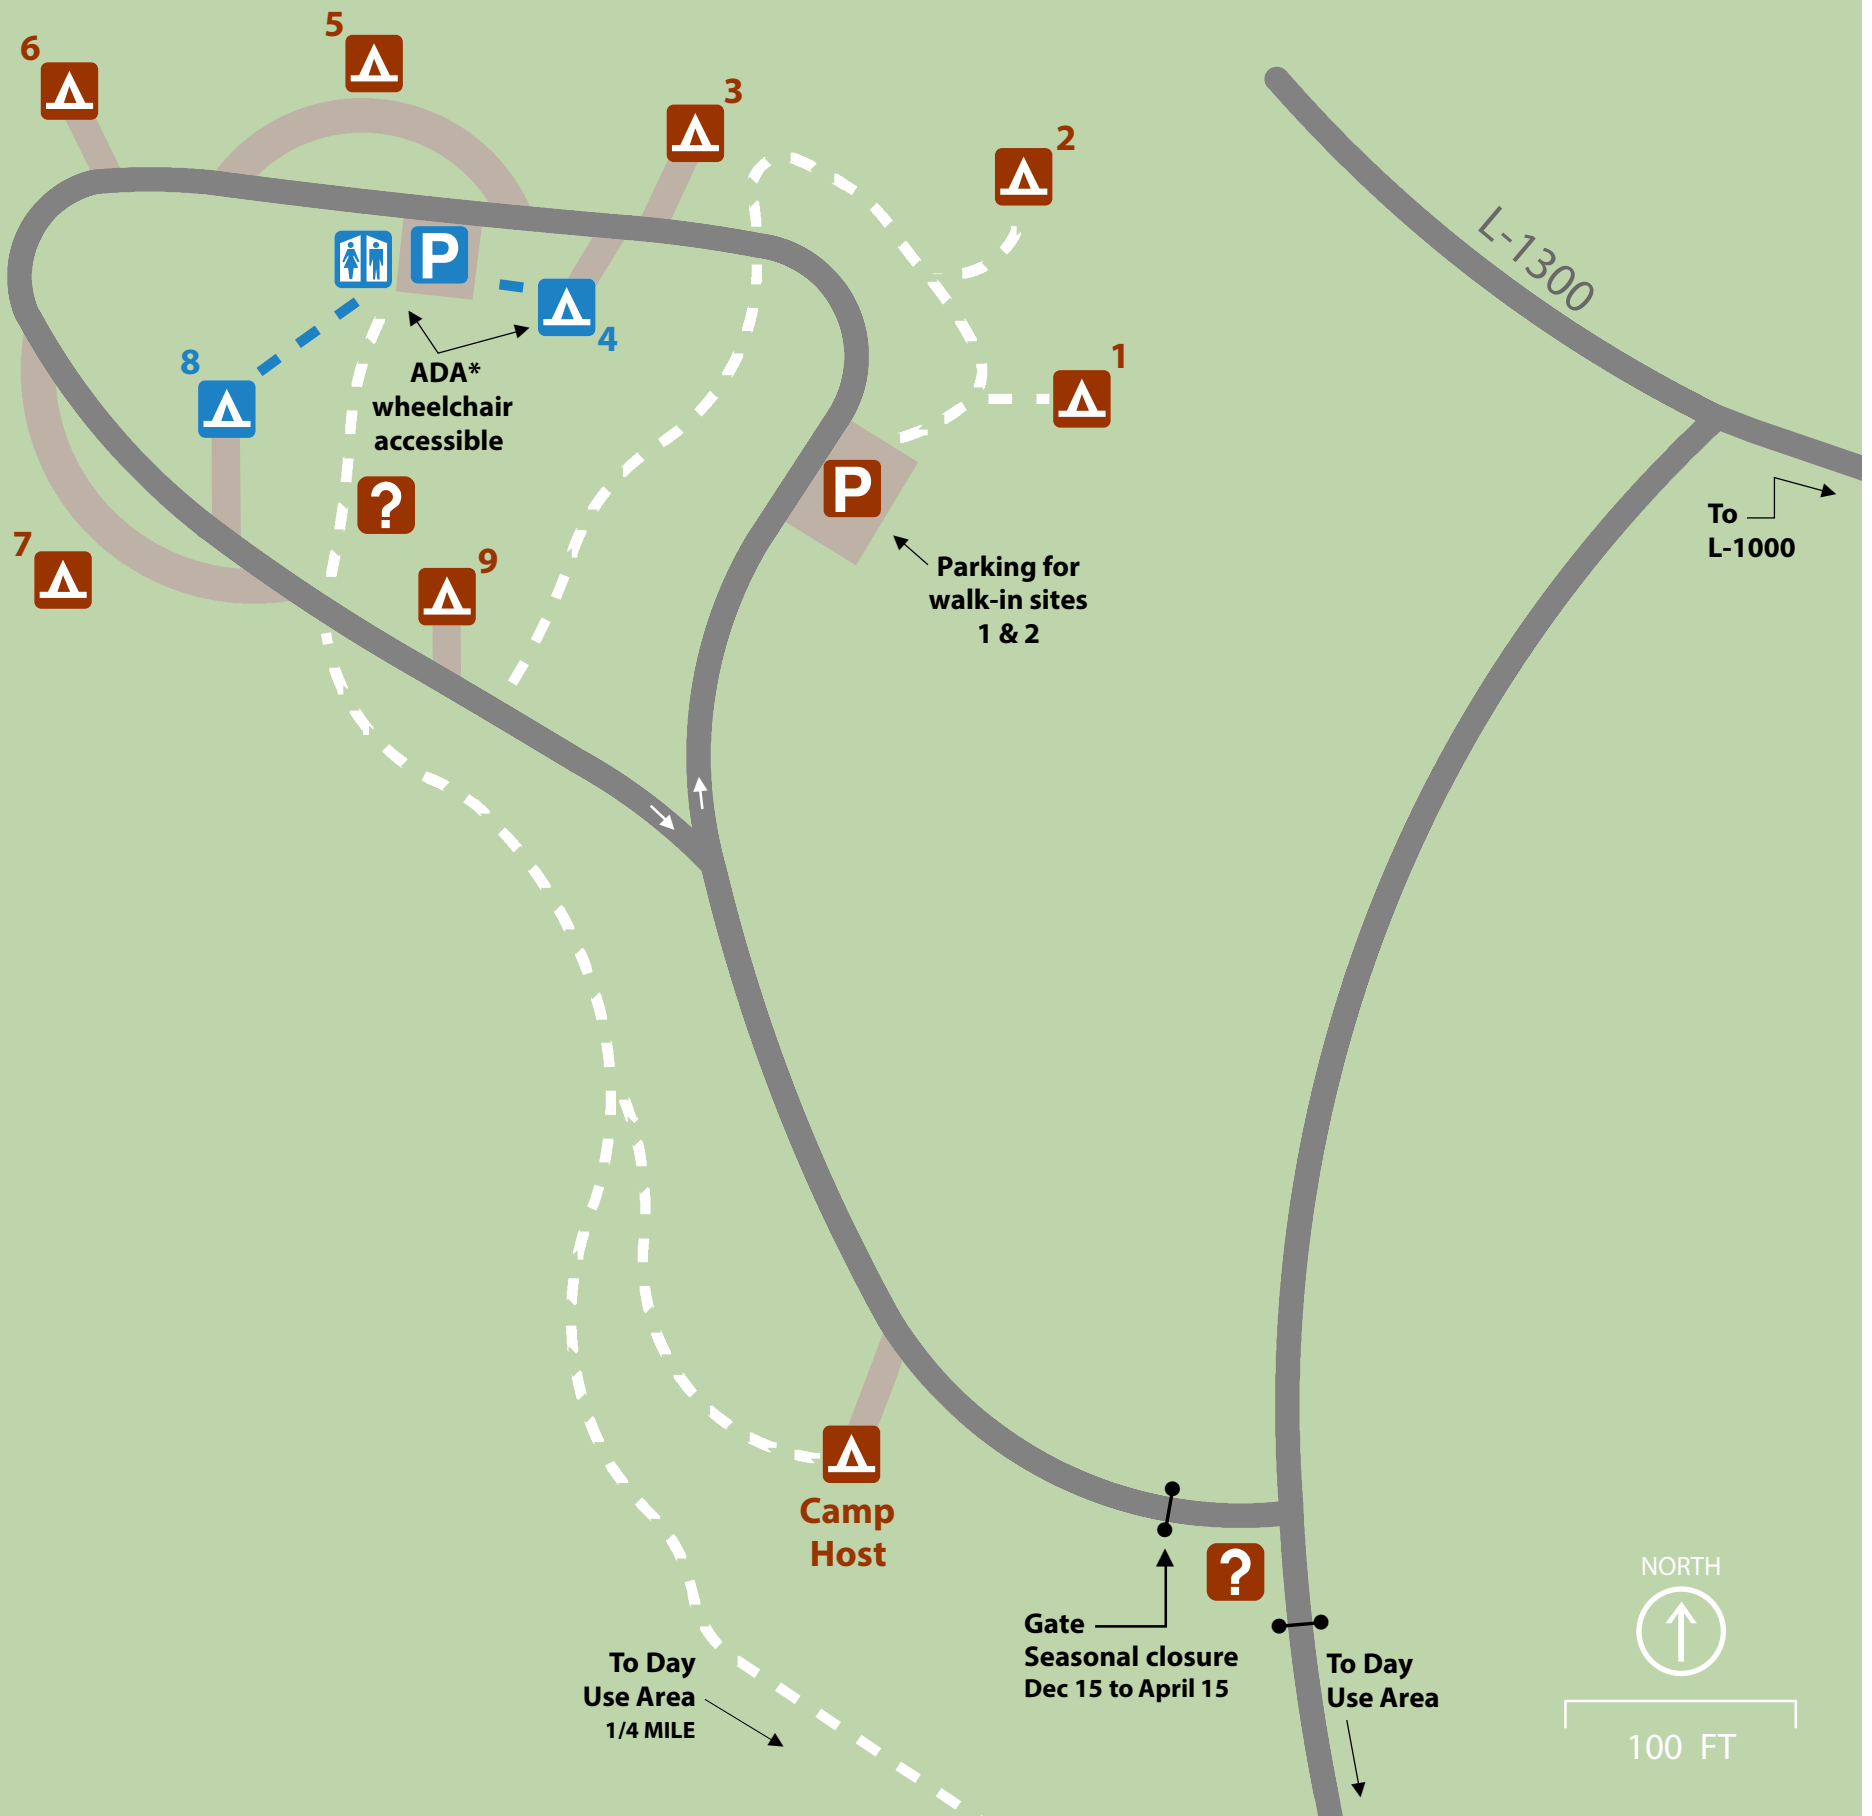 5
6
3
2
L-1300
P
4
1
8
ADA*
wheelchair
accessible
?
P
To
L-1000
7
9
Parking for
walk-in sites
1 & 2
Camp
Host
?
NORTH
Gate
Seasonal closure
Dec 15 to April 15
To Day
Use Area
1/4 MILE
To Day
Use Area
100 FT